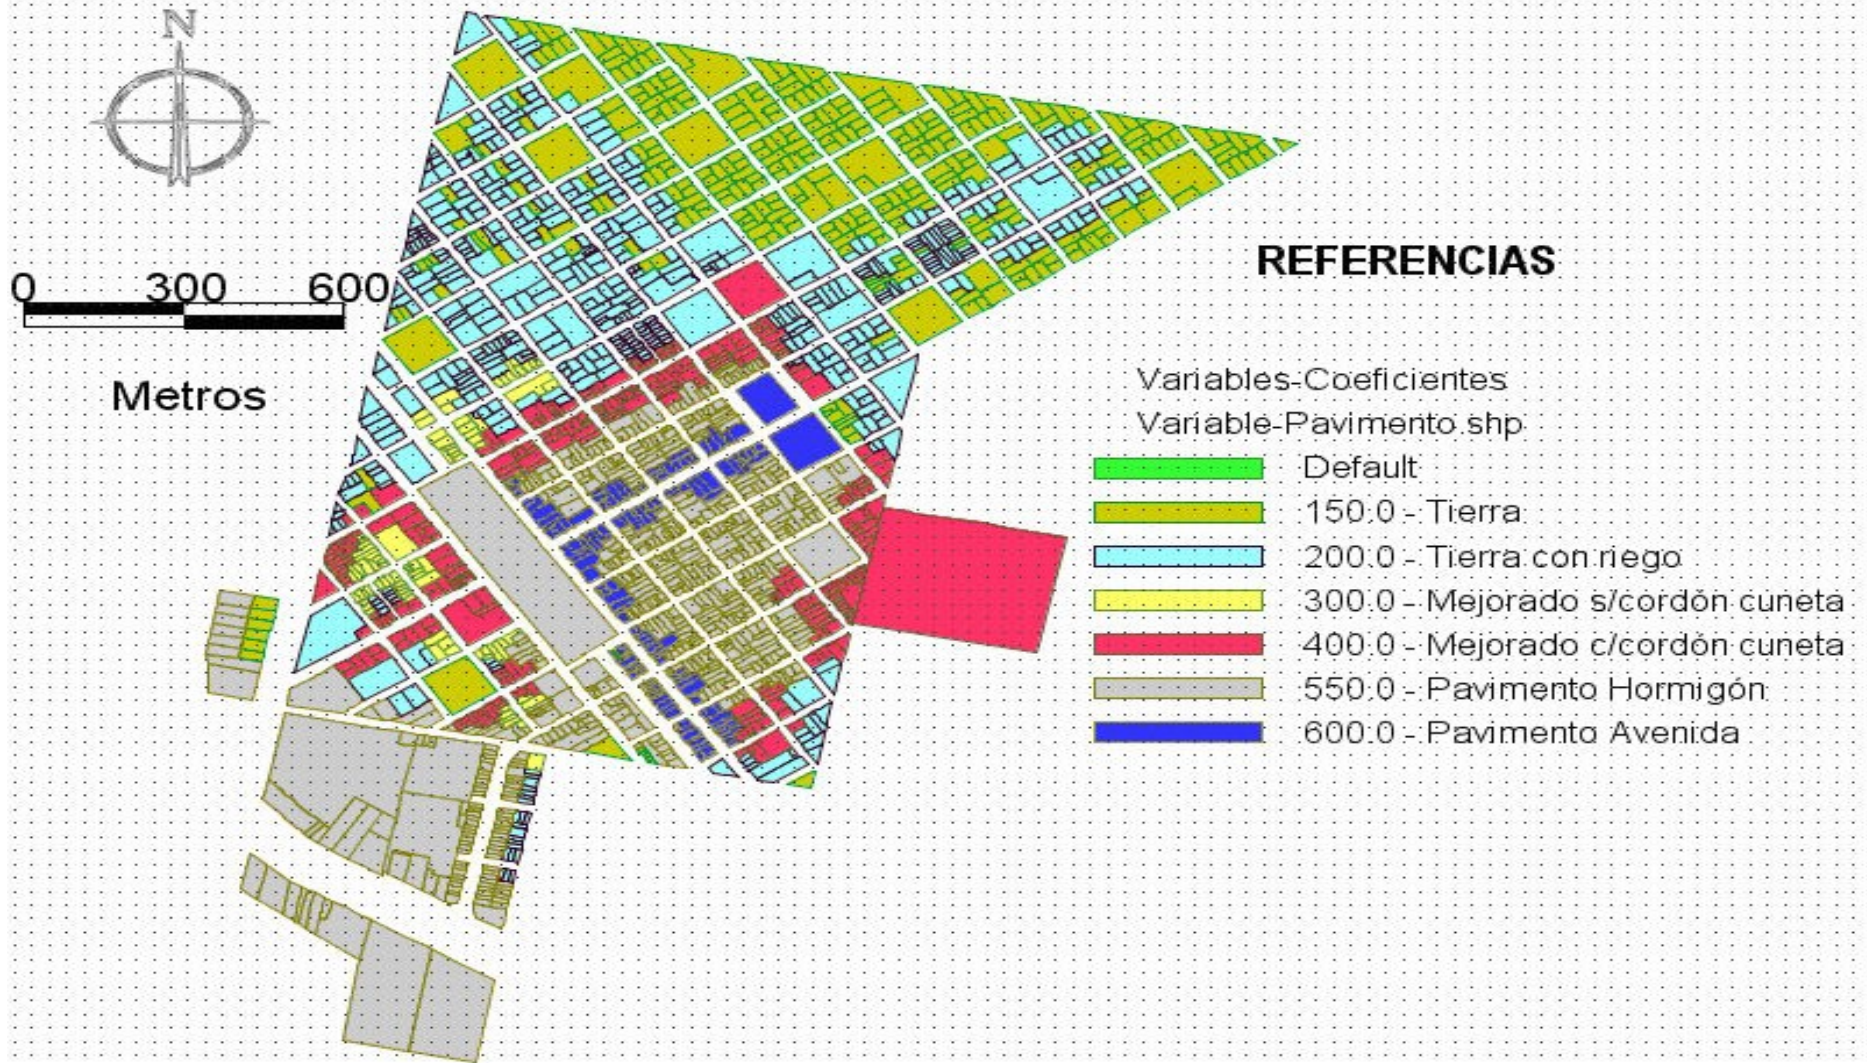 N
0 300 600
Metros
REFERENCIAS
Variables-Coeficientes
Variable-Pavimento.shp
Default
150.0 - Tierra
200.0 - Tierra con riego
300.0 - Mejorado s/cordón cuneta
400.0 - Mejorado c/cordón cuneta
550.0 - Pavimento Hormigón
600.0 - Pavimento Avenida